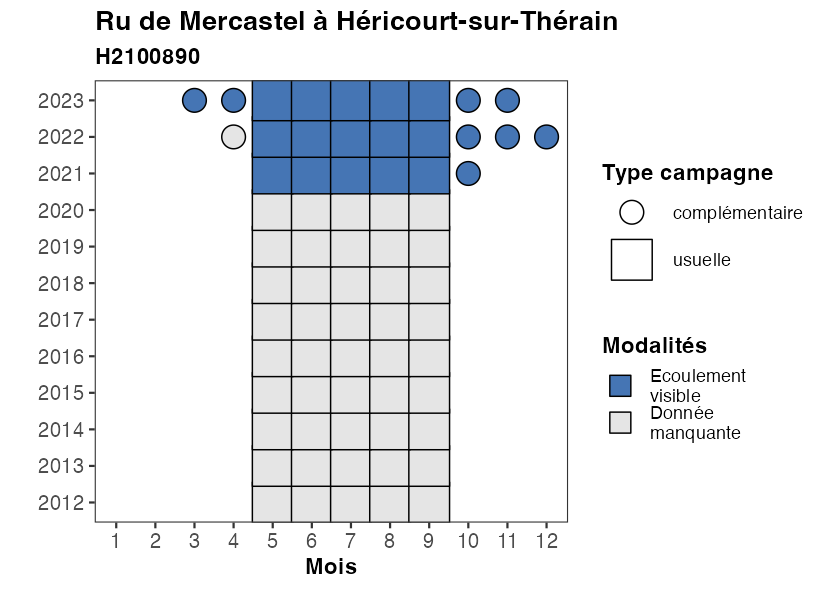 Ru de Mercastel à Héricourt-sur-Thérain
H2100890
2023
2022
2021
2020
2019
2018
2017
2016
2015
2014
2013
2012
1 2 3 4 5 6 7 8 9 10 11 12
Mois
Type campagne
complémentaire
usuelle
Modalités
Ecoulement
visible
Donnée
manquante